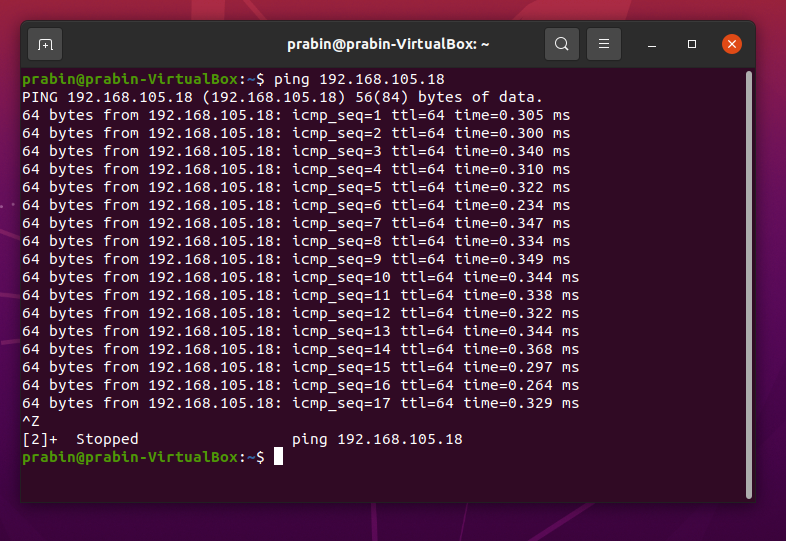 prabin@prabin-VirtualBox: ~
prabin@prabin-VirtualBox:~$ ping 192.168.105.18
PING 192.168.105.18 (192.168.105.18) 56(84) bytes of data.
64 bytes from 192.168.105.18: icmp_seq=1 ttl=64 time=0.305 ms
64 bytes from 192.168.105.18: icmp_seq=2 ttl=64 time=0.300 ms
64 bytes from 192.168.105.18: icmp_seq=3 ttl=64 time=0.340 ms
64 bytes from 192.168.105.18: icmp_seq=4 ttl=64 time=0.310 ms
64 bytes from 192.168.105.18: icmp_seq=5 ttl=64 time=0.322 ms
64 bytes from 192.168.105.18: icmp_seq=6 ttl=64 time=0.234 ms
64 bytes from 192.168.105.18: icmp_seq=7 ttl=64 time=0.347 ms
64 bytes from 192.168.105.18: icmp_seq=8 ttl=64 time=0.334 ms
64 bytes from 192.168.105.18: icmp_seq=9 ttl=64 time=0.349 ms
64 bytes from 192.168.105.18: icmp_seq=10 ttl=64 time=0.344 ms
64 bytes from 192.168.105.18: icmp_seq=11 ttl=64 time=0.338 ms
64 bytes from 192.168.105.18: icmp_seq=12 ttl=64 time=0.322 ms
64 bytes from 192.168.105.18: icmp_seq=13 ttl=64 time=0.344 ms
64 bytes from 192.168.105.18: icmp_seq=14 ttl=64 time=0.368 ms
64 bytes from 192.168.105.18: icmp_seq=15 ttl=64 time=0.297 ms
64 bytes from 192.168.105.18: icmp_seq=16 ttl=64 time=0.264 ms
64 bytes from 192.168.105.18: icmp_seq=17 ttl=64 time=0.329 ms
^Z
[2]+  Stopped                 ping 192.168.105.18
prabin@prabin-VirtualBox:~$